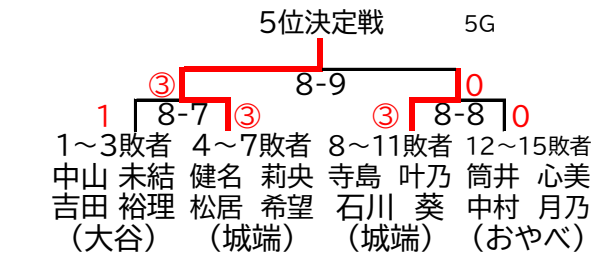 5位決定戦 5G
③ 8-9 0
1 8-7 ③ ③ 8-8 0
1～3敗者 4～7敗者 8～11敗者 12～15敗者
中山 未結 健名 莉央 寺島 叶乃 筒井 心美
吉田 裕理 松居 希望 石川 葵 中村 月乃
（大谷） （城端） （城端） （おやべ）